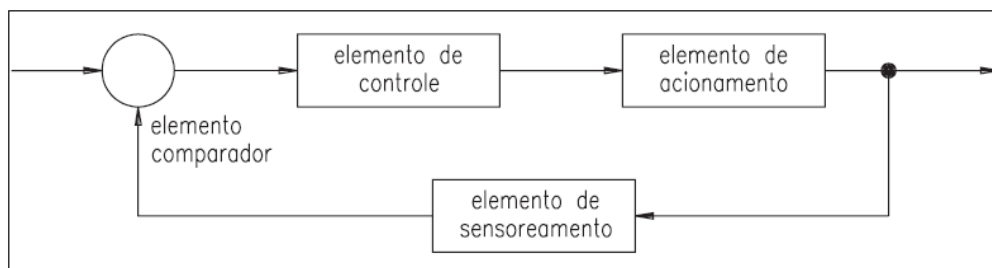 elemento de
controle
elemento de
acionamento
elemento
comparador
elemento de
sensoreamento